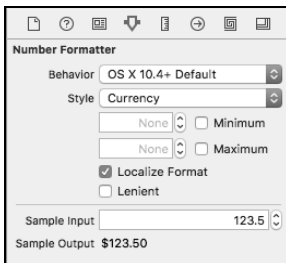 Number Formatter
Behavior OS X 10.4+ Default
Style Currency
None Minimum
None Maximum
Localize Format
Lenient
Sample Input 123.5
Sample Output $123.50